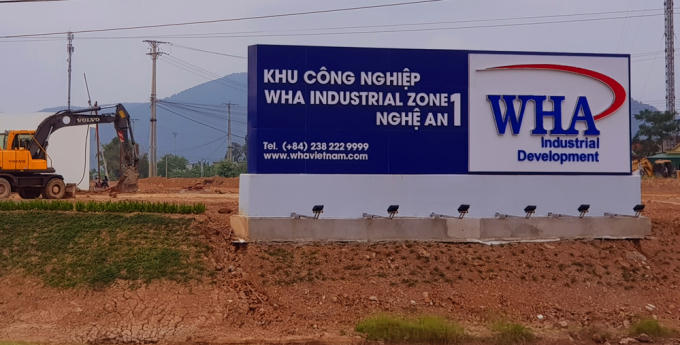 KHU CÔNG NGHIỆP
WHA INDUSTRIAL ZONE 1
NGHỆ AN
Tel. (+84) 238 222 9999
www.whavietnam.com
WHA
Industrial
Development
VOLVO